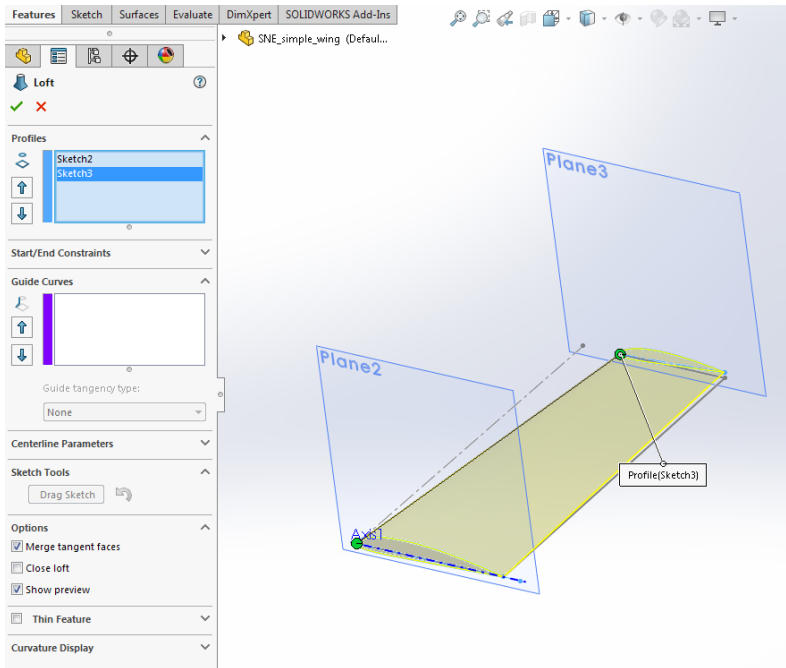 Features Sketch Surfaces Evaluate DimXpert SOLIDWORKS Add-Ins
SNE_simple_wing (Defaul...
Loft
Profiles
Sketch2
Sketch3
Start/End Constraints
Guide Curves
Guide tangency type:
None
Centerline Parameters
Sketch Tools
Drag Sketch
Options
Merge tangent faces
Close loft
Show preview
Thin Feature
Curvature Display
Plane3
Plane2
Profile(Sketch3)
Axis1